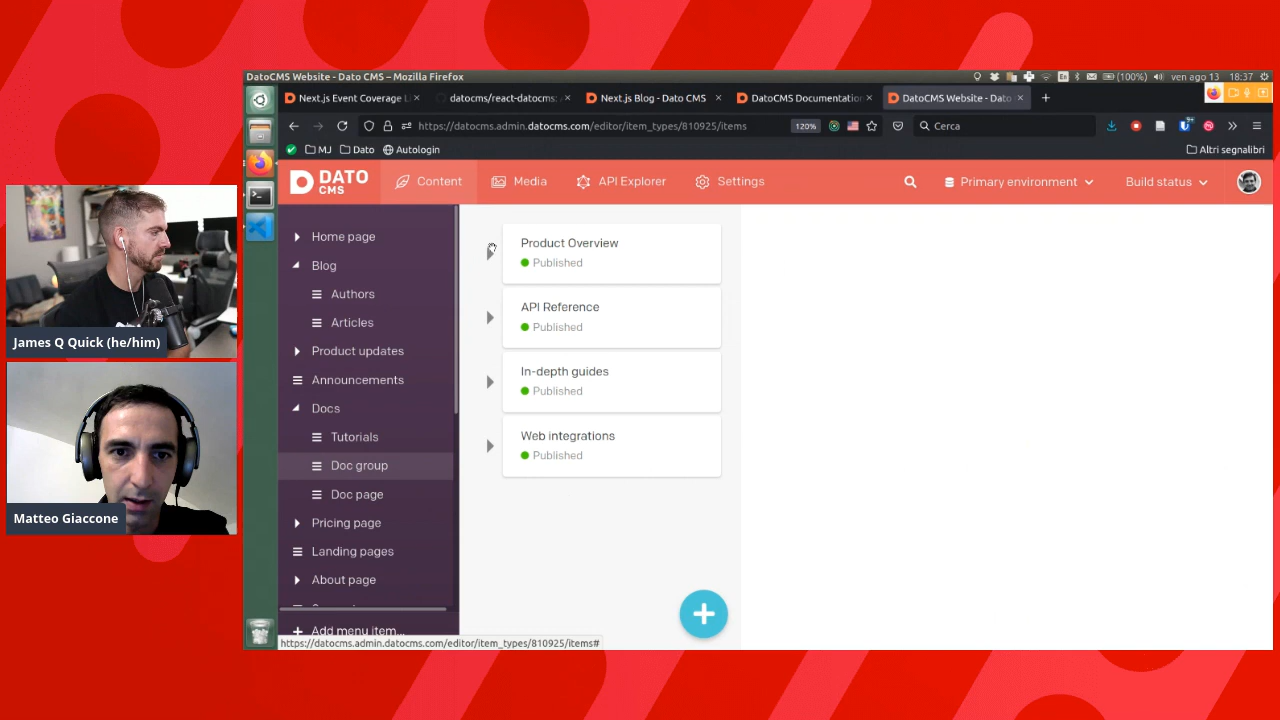 DatoCMS Website - Dato CMS – Mozilla Firefox
Es
(100%)
ven ago 13
18:37
Next.js Event Coverage Li
datocms/react-datocms:
Next.js Blog - Dato CMS
DatoCMS Documentation
DatoCMS Website - Dato
https://datocms.admin.datocms.com/editor/item_types/810925/items
120%
Cerca
MJ
Dato
Autologin
Altri segnalibri
DATO
CMS
Content
Media
API Explorer
Settings
Primary environment
Build status
Home page
Blog
Authors
Articles
Product updates
Announcements
Docs
Tutorials
Doc group
Doc page
Pricing page
Landing pages
About page
Add menu item...
Product Overview
Published
API Reference
Published
In-depth guides
Published
Web integrations
Published
https://datocms.admin.datocms.com/editor/item_types/810925/items#
James Q Quick (he/him)
Matteo Giaccone